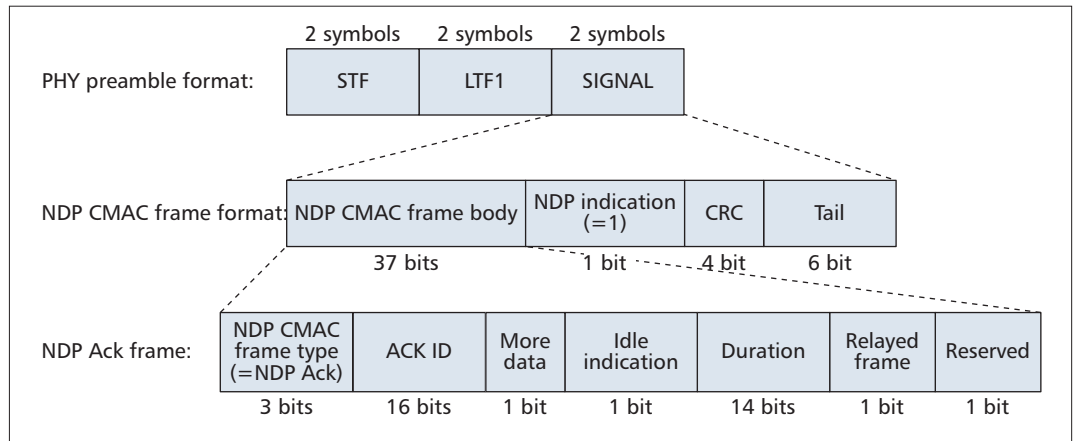 2 symbols 2 symbols 2 symbols
PHY preamble format: STF LTF1 SIGNAL
NDP CMAC frame format: NDP CMAC frame body NDP indication (=1) CRC Tail
37 bits 1 bit 4 bit 6 bit
NDP Ack frame: NDP CMAC frame type (=NDP Ack) ACK ID More data Idle indication Duration Relayed frame Reserved
3 bits 16 bits 1 bit 1 bit 14 bits 1 bit 1 bit